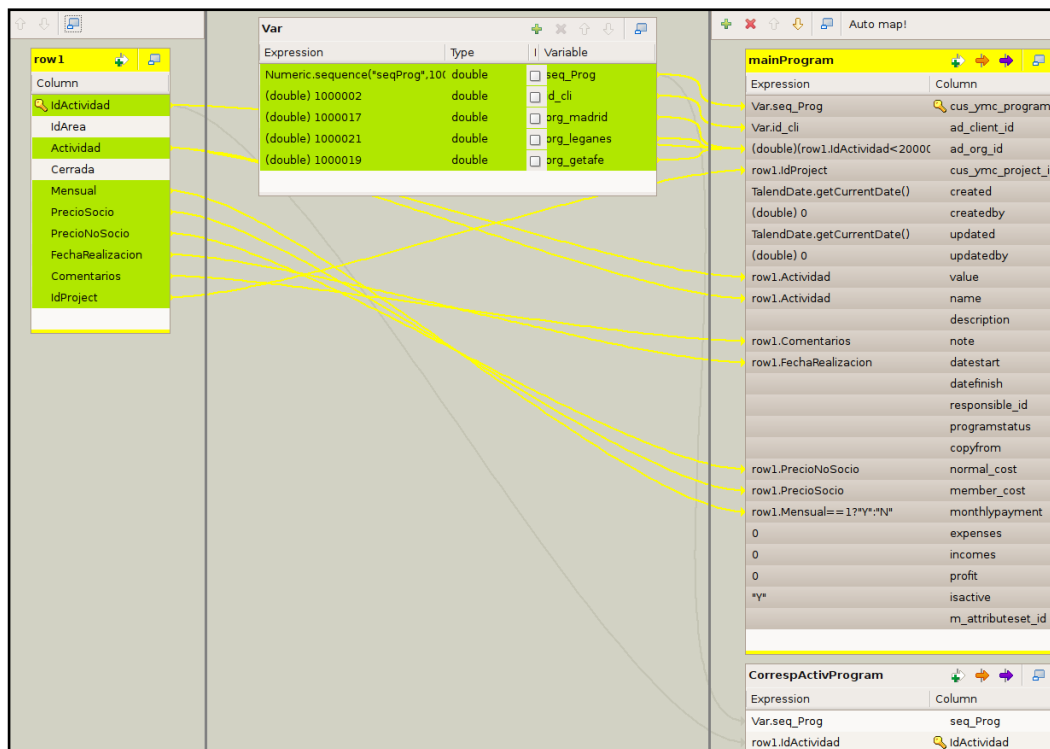 Auto map!
row1
Column
IdActividad
IdArea
Actividad
Cerrada
Mensual
PrecioSocio
PrecioNoSocio
FechaRealizacion
Comentarios
IdProject
Var
Expression Type I Variable
Numeric.sequence("seqProg",100 double seq_Prog
(double) 1000002 double id_cli
(double) 1000017 double org_madrid
(double) 1000021 double org_leganes
(double) 1000019 double org_getafe
mainProgram
Expression Column
Var.seq_Prog cus_ymc_program
Var.id_cli ad_client_id
(double)(row1.IdActividad<20000 ad_org_id
row1.IdProject cus_ymc_project_i
TalendDate.getCurrentDate() created
(double) 0 createdby
TalendDate.getCurrentDate() updated
(double) 0 updatedby
row1.Actividad value
row1.Actividad name
description
row1.Comentarios note
row1.FechaRealizacion datestart
datefinish
responsible_id
programstatus
copyfrom
row1.PrecioNoSocio normal_cost
row1.PrecioSocio member_cost
row1.Mensual==1?"Y":"N" monthlypayment
0 expenses
0 incomes
0 profit
"Y" isactive
m_attributeset_id
CorrespActivProgram
Expression Column
Var.seq_Prog seq_Prog
row1.IdActividad IdActividad